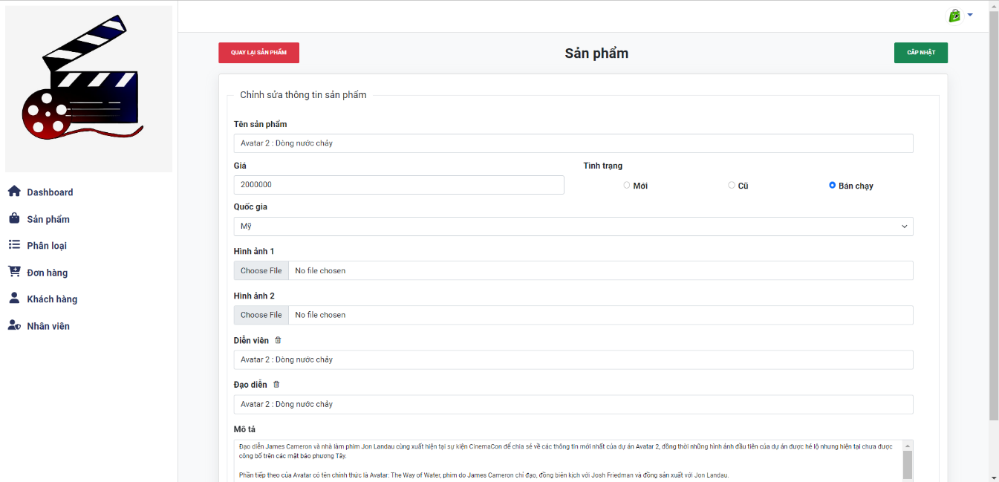 QUAY LẠI SẢN PHẨM
Sản phẩm
CẬP NHẬT
Dashboard
Sản phẩm
Phân loại
Đơn hàng
Khách hàng
Nhân viên
Chỉnh sửa thông tin sản phẩm
Tên sản phẩm
Avatar 2 : Dòng nước chảy
Giá
Tình trạng
2000000
Mới
Cũ
Bán chạy
Quốc gia
Mỹ
Hình ảnh 1
Choose File No file chosen
Hình ảnh 2
Choose File No file chosen
Diễn viên
Avatar 2 : Dòng nước chảy
Đạo diễn
Avatar 2 : Dòng nước chảy
Mô tả
Đạo diễn James Cameron và nhà làm phim Jon Landau cùng xuất hiện tại sự kiện CinemaCon để chia sẻ về các thông tin mới nhất của dự án Avatar 2, đồng thời những hình ảnh đầu tiên của dự án được hé lộ nhưng hiện tại chưa được
công bố trên các mặt báo phương Tây.
Phần tiếp theo của Avatar có tên chính thức là Avatar: The Way of Water, phim do James Cameron chỉ đạo, đồng biên kịch với Josh Friedman và đồng sản xuất với Jon Landau.